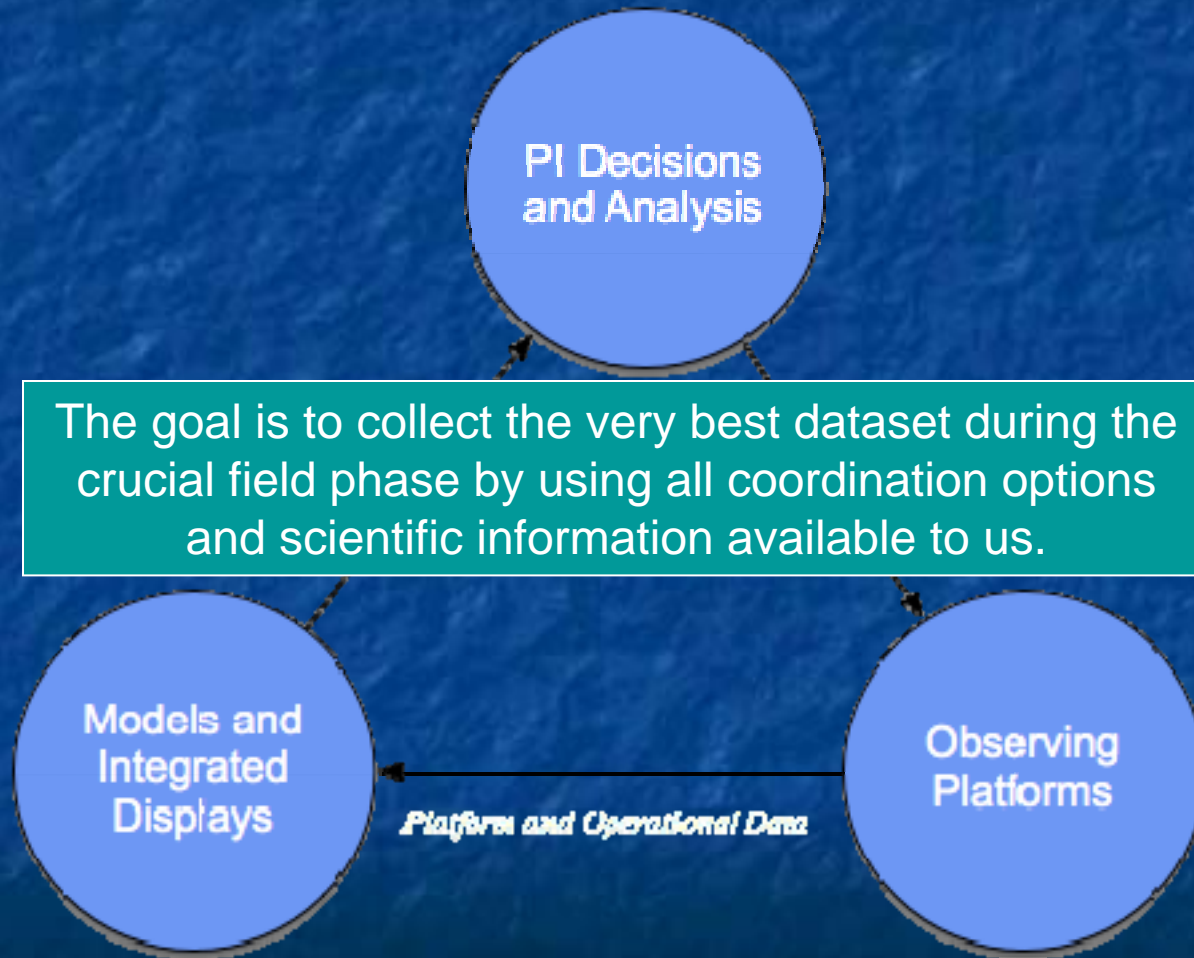 PI Decisions
and Analysis
The goal is to collect the very best dataset during the
crucial field phase by using all coordination options
and scientific information available to us.
Models and
Integrated
Displays
Observing
Platforms
Platform and Operational Data